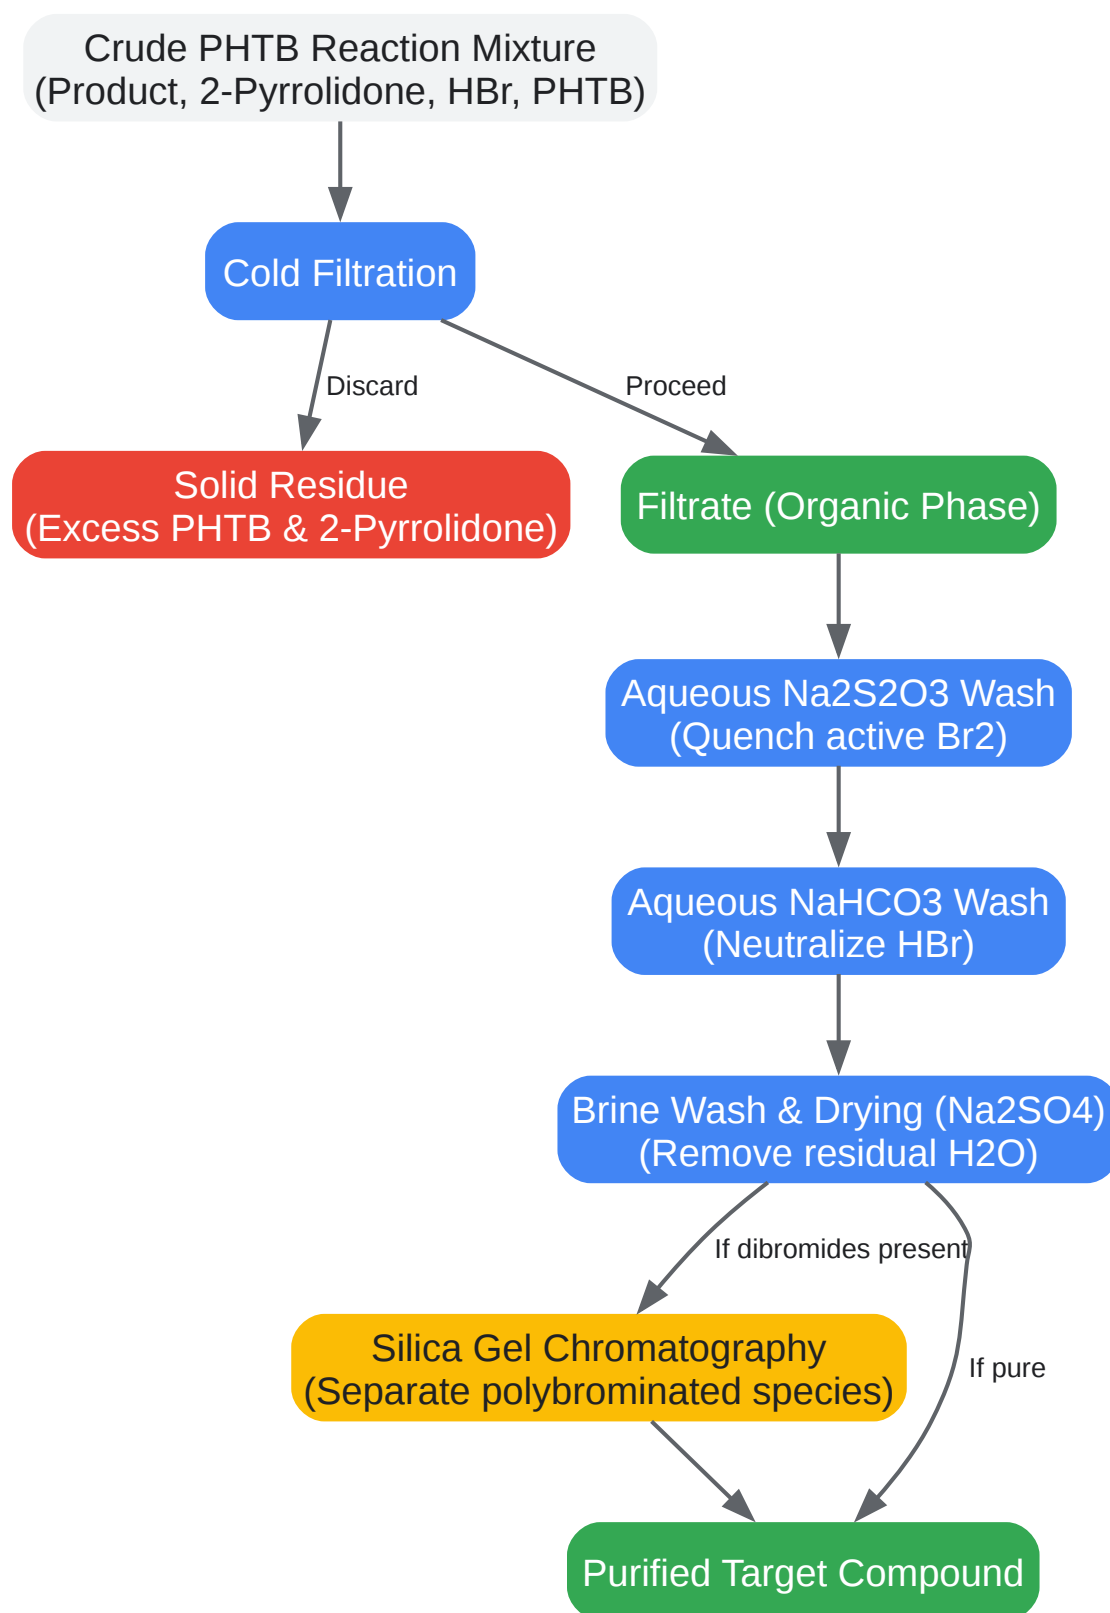 Crude PHTB Reaction Mixture
(Product, 2-Pyrrolidone, HBr, PHTB)
Cold Filtration
Discard
Proceed
Solid Residue
(Excess PHTB & 2-Pyrrolidone)
Filtrate (Organic Phase)
Aqueous Na2S2O3 Wash
(Quench active Br2)
Aqueous NaHCO3 Wash
(Neutralize HBr)
Brine Wash & Drying (Na2SO4)
(Remove residual H2O)
If dibromides present
Silica Gel Chromatography
(Separate polybrominated species)
If pure
Purified Target Compound